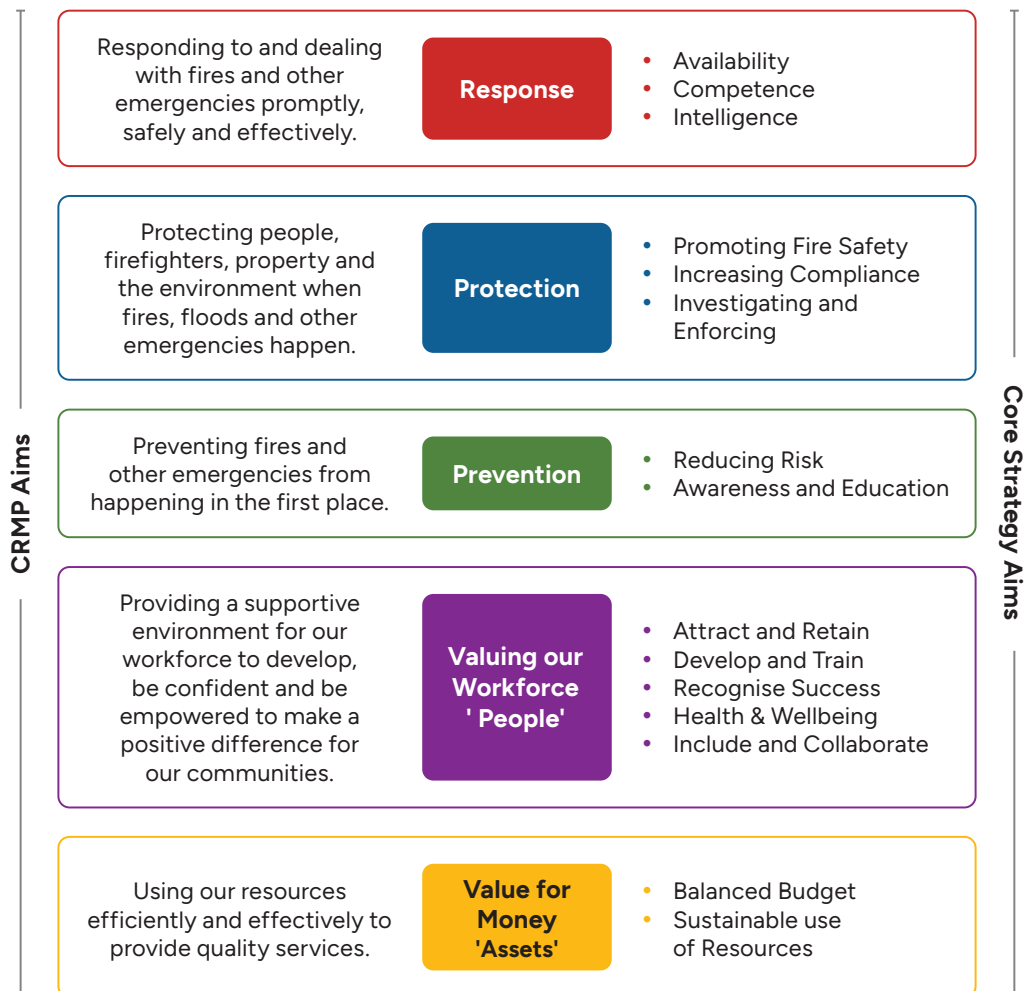 CRMP Aims
Core Strategy Aims
Responding to and dealing
with fires and other
emergencies promptly,
safely and effectively.
Response
• Availability
• Competence
• Intelligence
Protecting people,
firefighters, property and
the environment when
fires, floods and other
emergencies happen.
Protection
• Promoting Fire Safety
• Increasing Compliance
• Investigating and
Enforcing
Preventing fires and
other emergencies from
happening in the first place.
Prevention
• Reducing Risk
• Awareness and Education
Providing a supportive
environment for our
workforce to develop,
be confident and be
empowered to make a
positive difference for
our communities.
Valuing our
Workforce
' People'
• Attract and Retain
• Develop and Train
• Recognise Success
• Health & Wellbeing
• Include and Collaborate
Using our resources
efficiently and effectively to
provide quality services.
Value for
Money
'Assets'
• Balanced Budget
• Sustainable use
of Resources